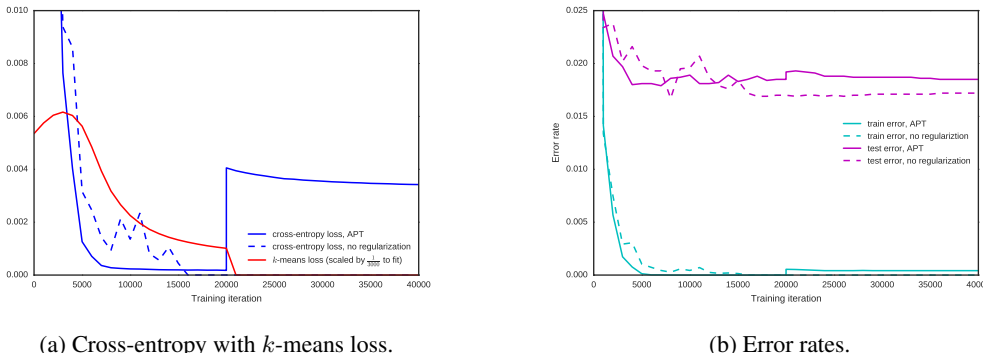 0.010
0.008
0.006
0.004
0.002
0.000
0 5000 10000 15000 20000 25000 30000 35000 40000
Training iteration
cross-entropy loss, APT
cross-entropy loss, no regularization
k-means loss (scaled by 1/3000 to fit)
(a) Cross-entropy with k-means loss.
0.025
0.020
0.015
0.010
0.005
0.000
Error rate
0 5000 10000 15000 20000 25000 30000 35000 4000
Training iteration
train error, APT
train error, no regulariztion
test error, APT
test error, no regularization
(b) Error rates.